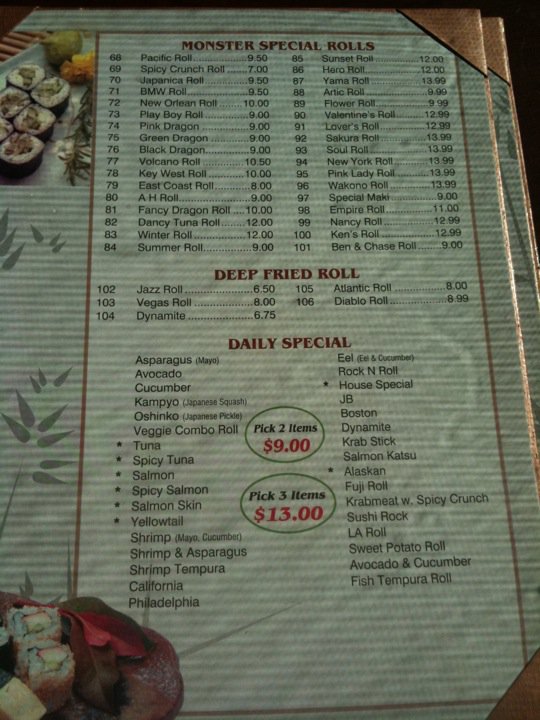 MONSTER SPECIAL ROLLS
68 Pacific Roll..................9.50
69 Spicy Crunch Roll ......7.00
70 Japanica Roll................9.50
71 BMW Roll.....................9.50
72 New Orlean Roll .......10.00
73 Play Boy Roll...............9.00
74 Pink Dragon ................9.00
75 Green Dragon .............9.00
76 Black Dragon...............9.00
77 Volcano Roll .............10.50
78 Key West Roll ...........10.00
79 East Coast Roll...........8.00
80 A H Roll.......................9.00
81 Fancy Dragon Roll ....10.00
82 Dancy Tuna Roll.......12.00
83 Winter Roll................12.00
84 Summer Roll................9.00
85 Sunset Roll..............12.00
86 Hero Roll.................12.00
87 Yama Roll................13.99
88 Artic Roll ...................9.99
89 Flower Roll.................9.99
90 Valentine's Roll.........12.99
91 Lover's Roll..............12.99
92 Sakura Roll..............13.99
93 Soul Roll..................13.99
94 New York Roll..........13.99
95 Pink Lady Roll..........13.99
96 Wakono Roll............13.99
97 Special Maki..............9.00
98 Empire Roll..............11.00
99 Nancy Roll...............12.99
100 Ken's Roll................12.99
101 Ben & Chase Roll.......9.00
DEEP FRIED ROLL
102 Jazz Roll......................6.50
103 Vegas Roll ...................8.00
104 Dynamite .....................6.75
105 Atlantic Roll ..................8.00
106 Diablo Roll...................8.99
DAILY SPECIAL
Asparagus (Mayo)
Avocado
Cucumber
Kampyo (Japanese Squash)
Oshinko (Japanese Pickle)
Veggie Combo Roll
* Tuna
* Spicy Tuna
* Salmon
* Spicy Salmon
* Salmon Skin
* Yellowtail
Shrimp (Mayo, Cucumber)
Shrimp & Asparagus
Shrimp Tempura
California
Philadelphia
Pick 2 Items
$9.00
Pick 3 Items
$13.00
Eel (Eel & Cucumber)
Rock N Roll
* House Special
JB
Boston
Dynamite
Krab Stick
Salmon Katsu
* Alaskan
Fuji Roll
Krabmeat w. Spicy Crunch
Sushi Rock
LA Roll
Sweet Potato Roll
Avocado & Cucumber
Fish Tempura Roll